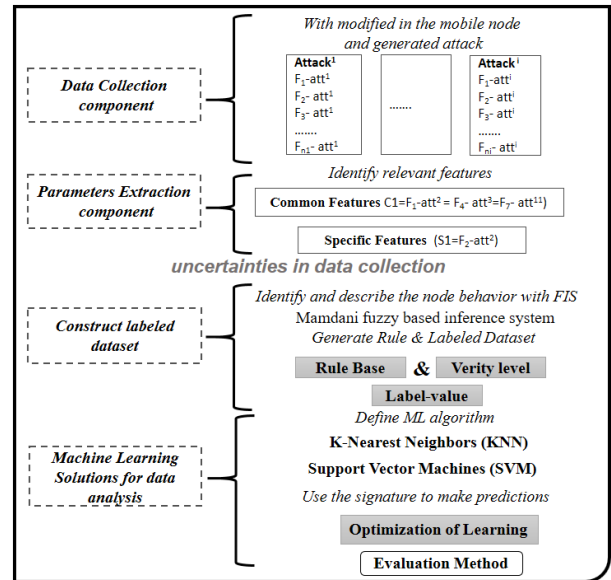 With modified in the mobile node
and generated attack
Data Collection
component
Attack¹
F₁-att¹
F₂- att¹
F₃- att¹
.......
Fₙ₁- att¹
.......
Attack ⁱ
F₁-attⁱ
F₂- attⁱ
F₃- attⁱ
.......
Fₙᵢ- attⁱ
Parameters Extraction
component
Identify relevant features
Common Features C1=F₁-att² = F₄- att³=F₇- att¹¹)
Specific Features (S1=F₂-att²)
uncertainties in data collection
Construct labeled
dataset
Identify and describe the node behavior with FIS
Mamdani fuzzy based inference system
Generate Rule & Labeled Dataset
Rule Base & Verity level
Label-value
Machine Learning
Solutions for data
analysis
Define ML algorithm
K-Nearest Neighbors (KNN)
Support Vector Machines (SVM)
Use the signature to make predictions
Optimization of Learning
Evaluation Method